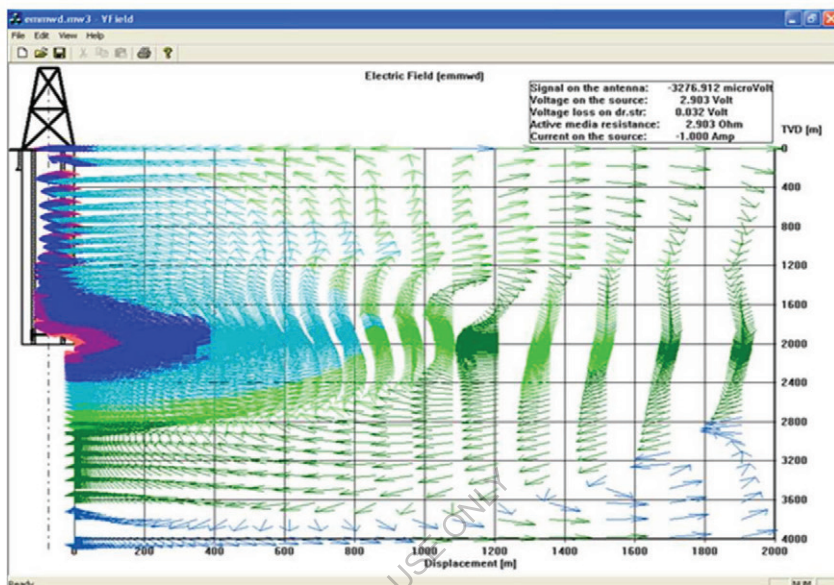 emmwd.mw3 - VField
File Edit View Help
Electric Field (emmwd)
Signal on the antenna: -3276.912 microVolt
Voltage on the source: 2.903 Volt
Voltage loss on dr.str: 0.032 Volt
Active media resistance: 2.903 Ohm
Current on the source: -1.000 Amp
TVD [m]
0
400
800
1200
1600
2000
2400
2800
3200
3600
4000
0 200 400 600 800 1000 1200 1400 1600 1800 2000
Displacement [m]
USE ONLY
Ready NUM